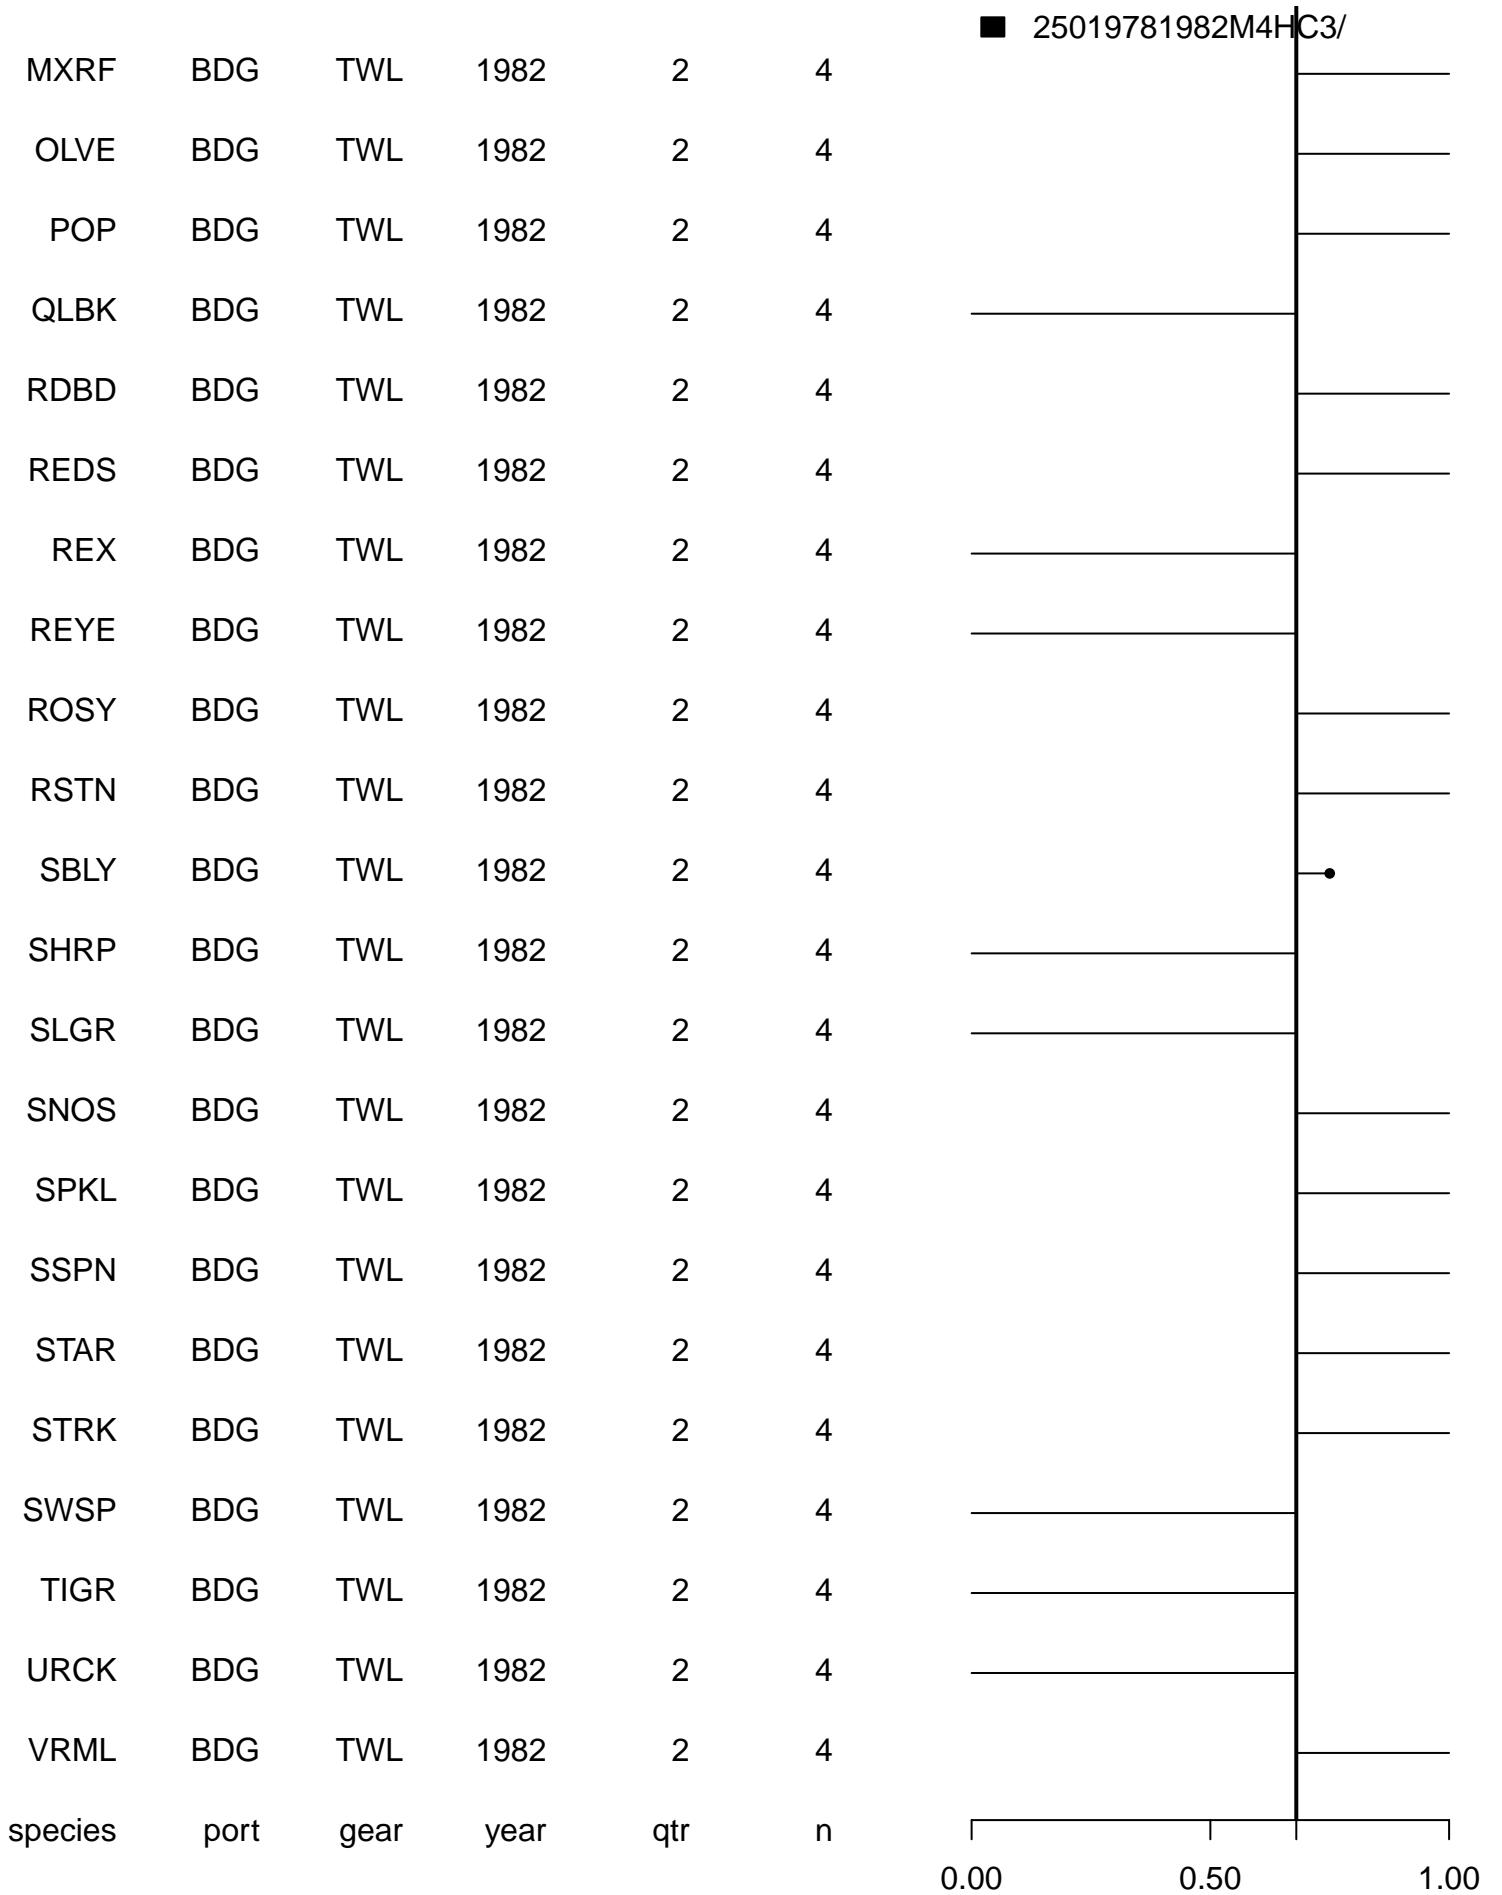 25019781982M4HC3/
MXRF BDG TWL 1982 2 4
OLVE BDG TWL 1982 2 4
POP BDG TWL 1982 2 4
QLBK BDG TWL 1982 2 4
RDBD BDG TWL 1982 2 4
REDS BDG TWL 1982 2 4
REX BDG TWL 1982 2 4
REYE BDG TWL 1982 2 4
ROSY BDG TWL 1982 2 4
RSTN BDG TWL 1982 2 4
SBLY BDG TWL 1982 2 4
SHRP BDG TWL 1982 2 4
SLGR BDG TWL 1982 2 4
SNOS BDG TWL 1982 2 4
SPKL BDG TWL 1982 2 4
SSPN BDG TWL 1982 2 4
STAR BDG TWL 1982 2 4
STRK BDG TWL 1982 2 4
SWSP BDG TWL 1982 2 4
TIGR BDG TWL 1982 2 4
URCK BDG TWL 1982 2 4
VRML BDG TWL 1982 2 4
species port gear year qtr n
0.00 0.50 1.00